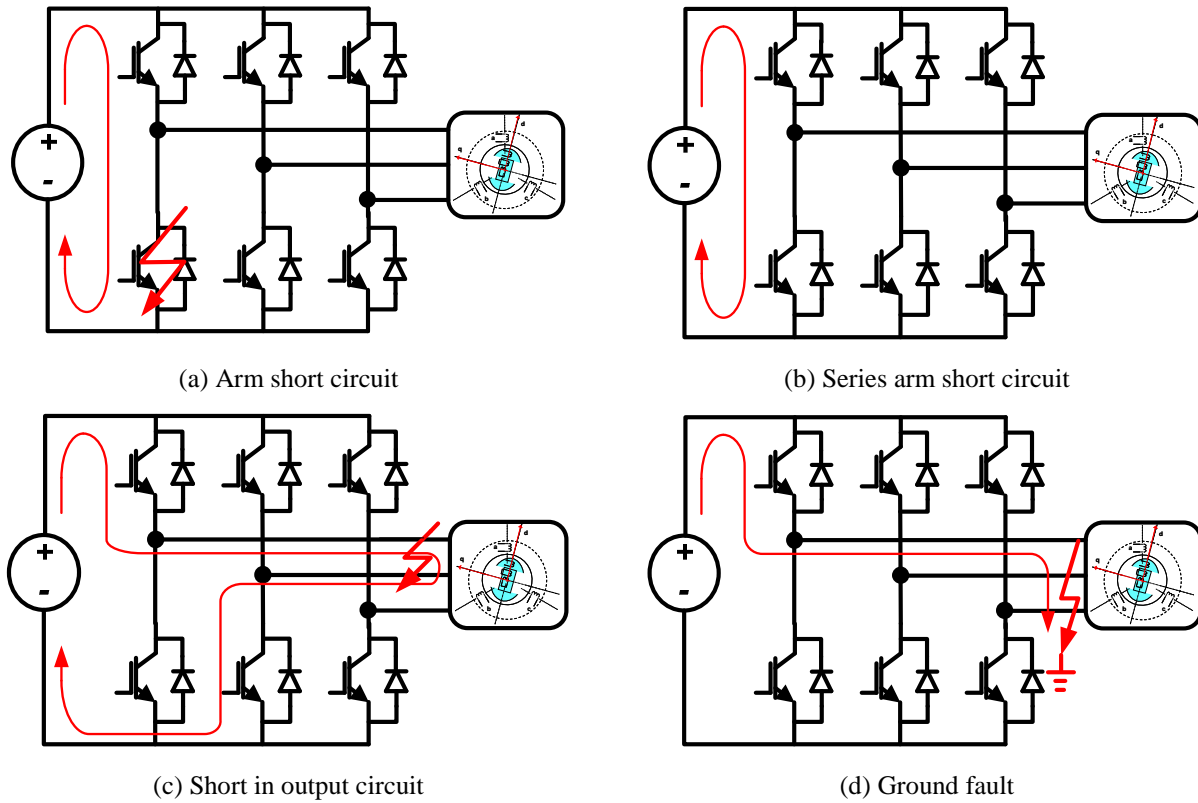 +
-
a
d
q
b
c
+
-
a
d
q
b
c
(a) Arm short circuit
(b) Series arm short circuit
+
-
a
d
q
b
c
+
-
a
d
q
b
c
(c) Short in output circuit
(d) Ground fault